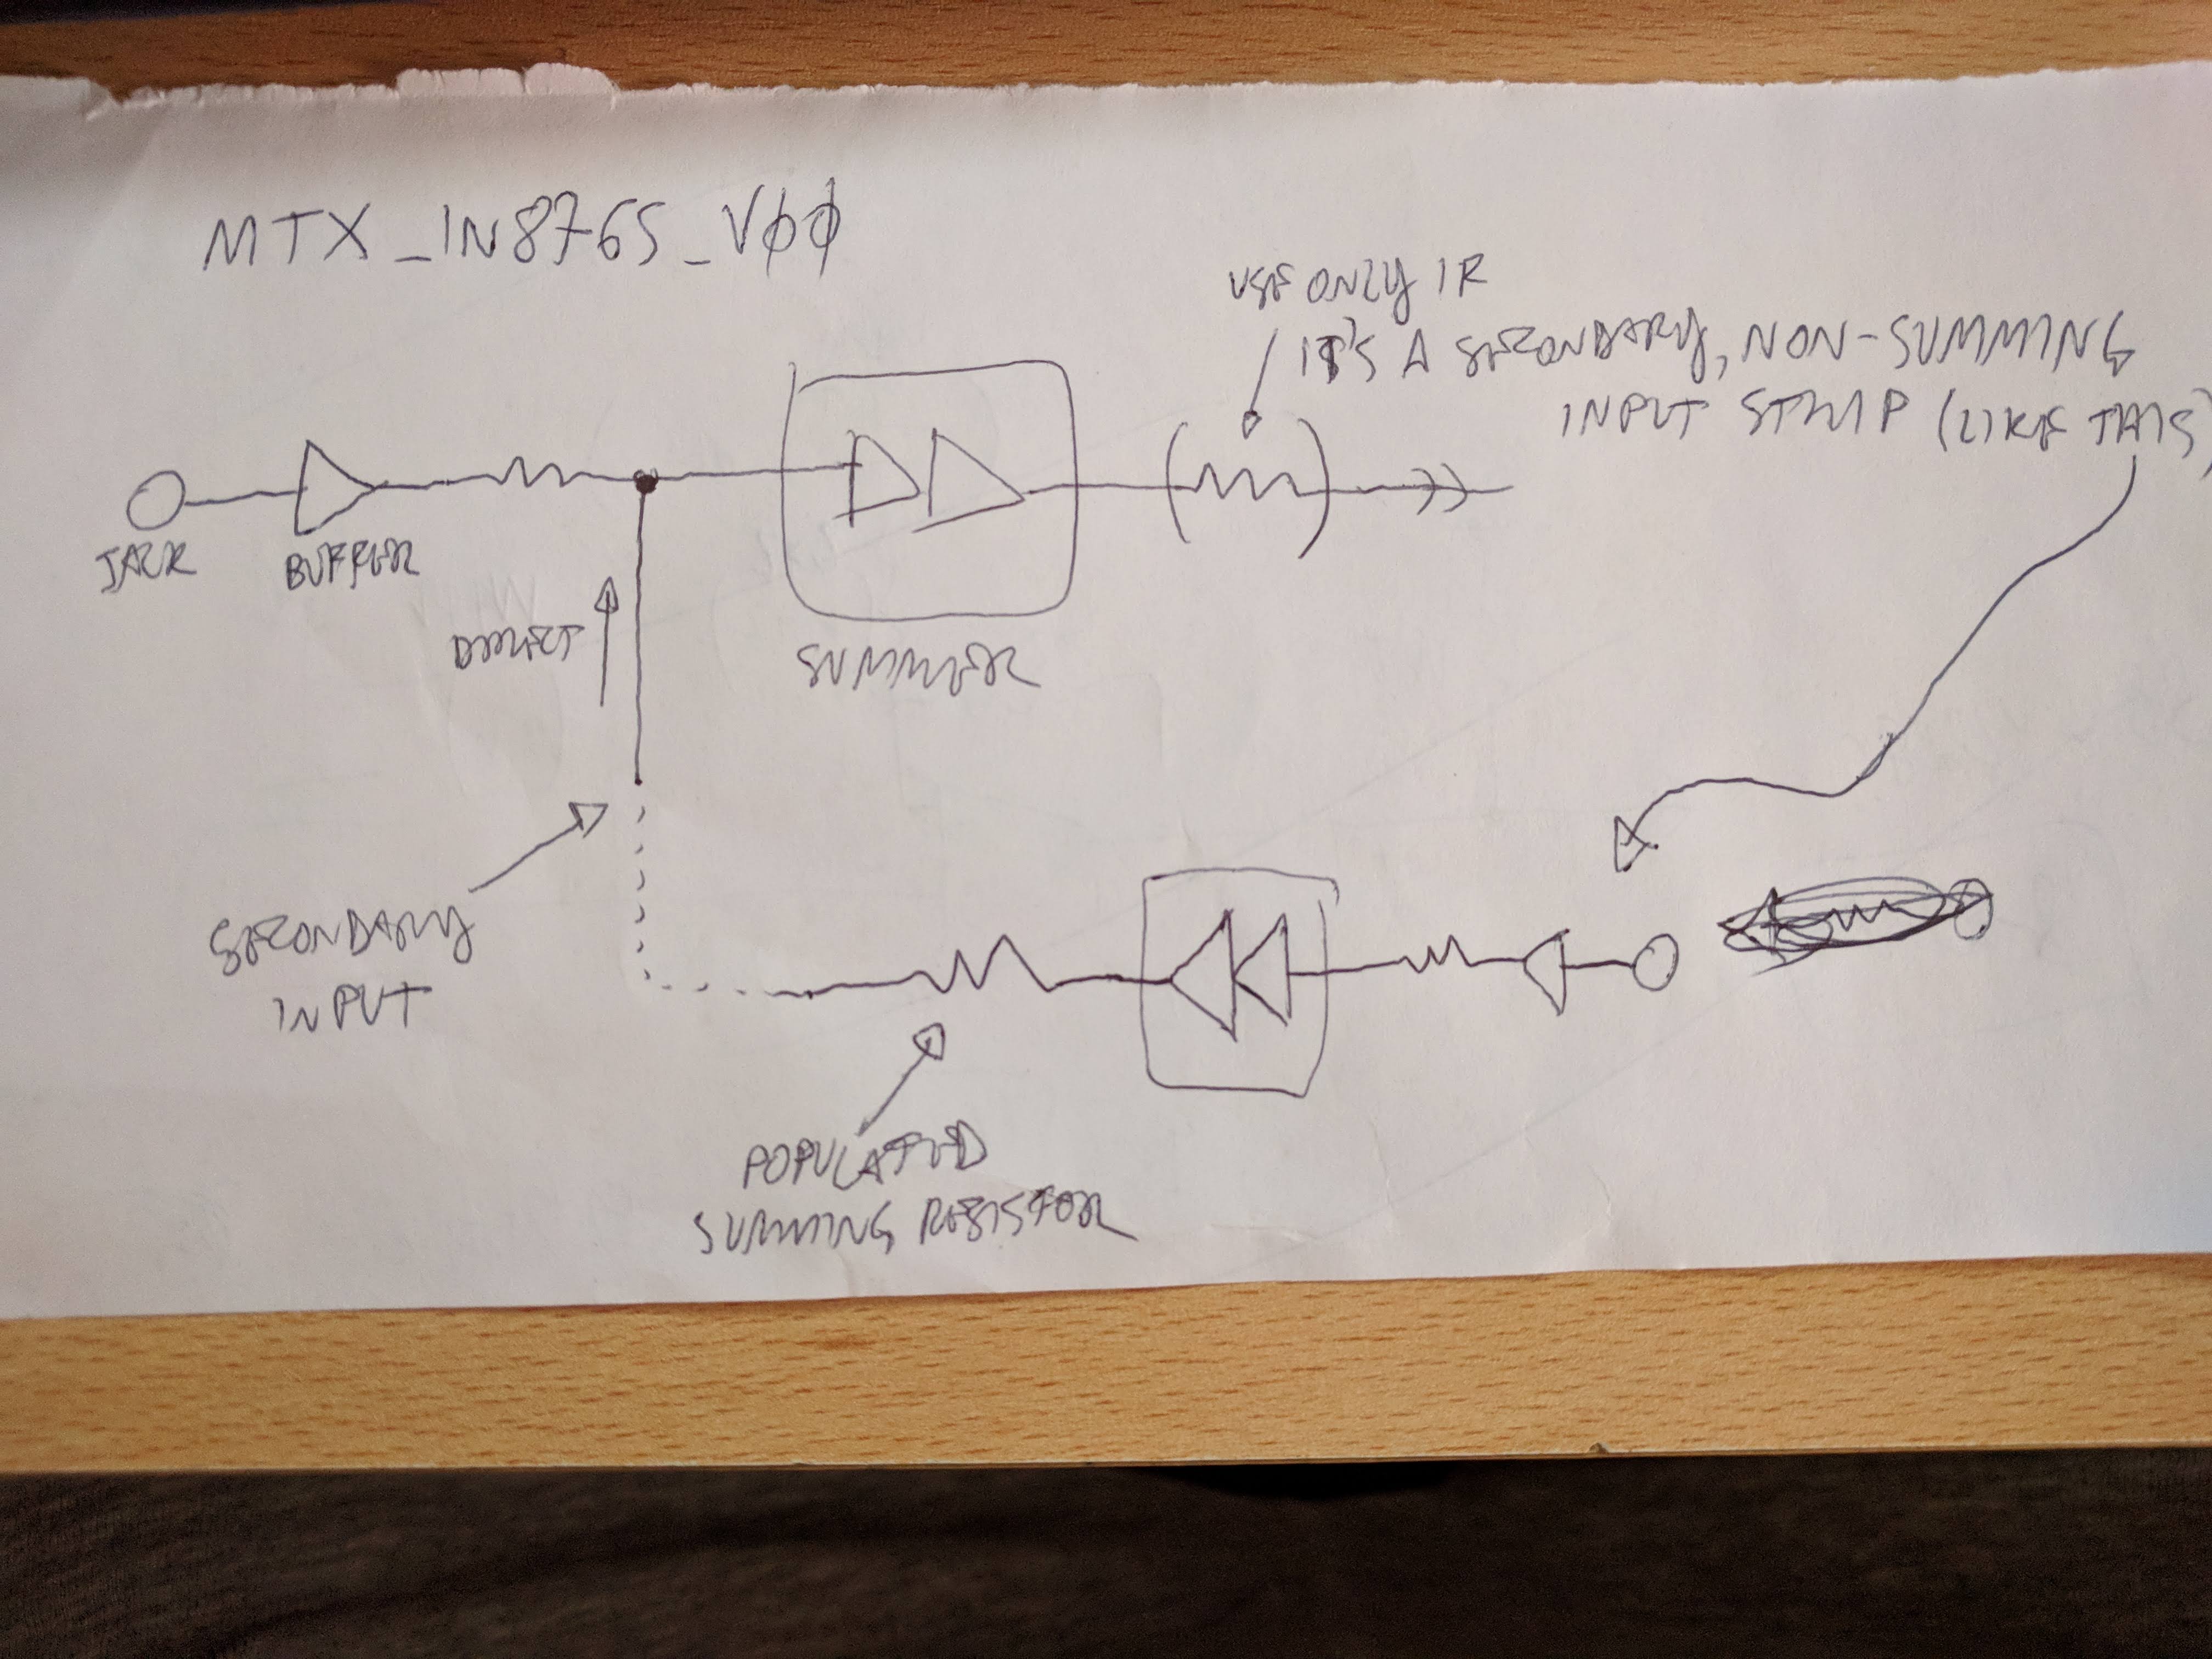 MTX_IN8765_VØØ
USE ONLY IF
IT'S A SECONDARY, NON-SUMMING
INPUT STRIP (LIKE THIS)
JACK
BUFFER
DIRECT
SUMMER
SECONDARY
INPUT
POPULATED
SUMMING RESISTOR